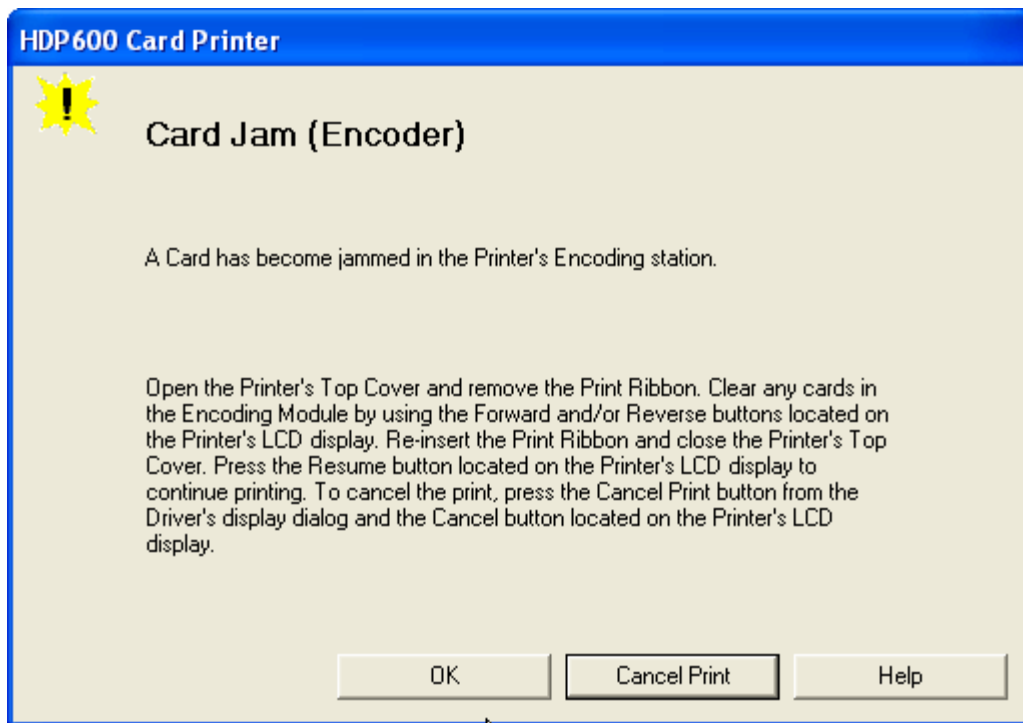 HDP600 Card Printer
Card Jam (Encoder)
A Card has become jammed in the Printer's Encoding station.
Open the Printer's Top Cover and remove the Print Ribbon. Clear any cards in
the Encoding Module by using the Forward and/or Reverse buttons located on
the Printer's LCD display. Re-insert the Print Ribbon and close the Printer's Top
Cover. Press the Resume button located on the Printer's LCD display to
continue printing. To cancel the print, press the Cancel Print button from the
Driver's display dialog and the Cancel button located on the Printer's LCD
display.
OK Cancel Print Help